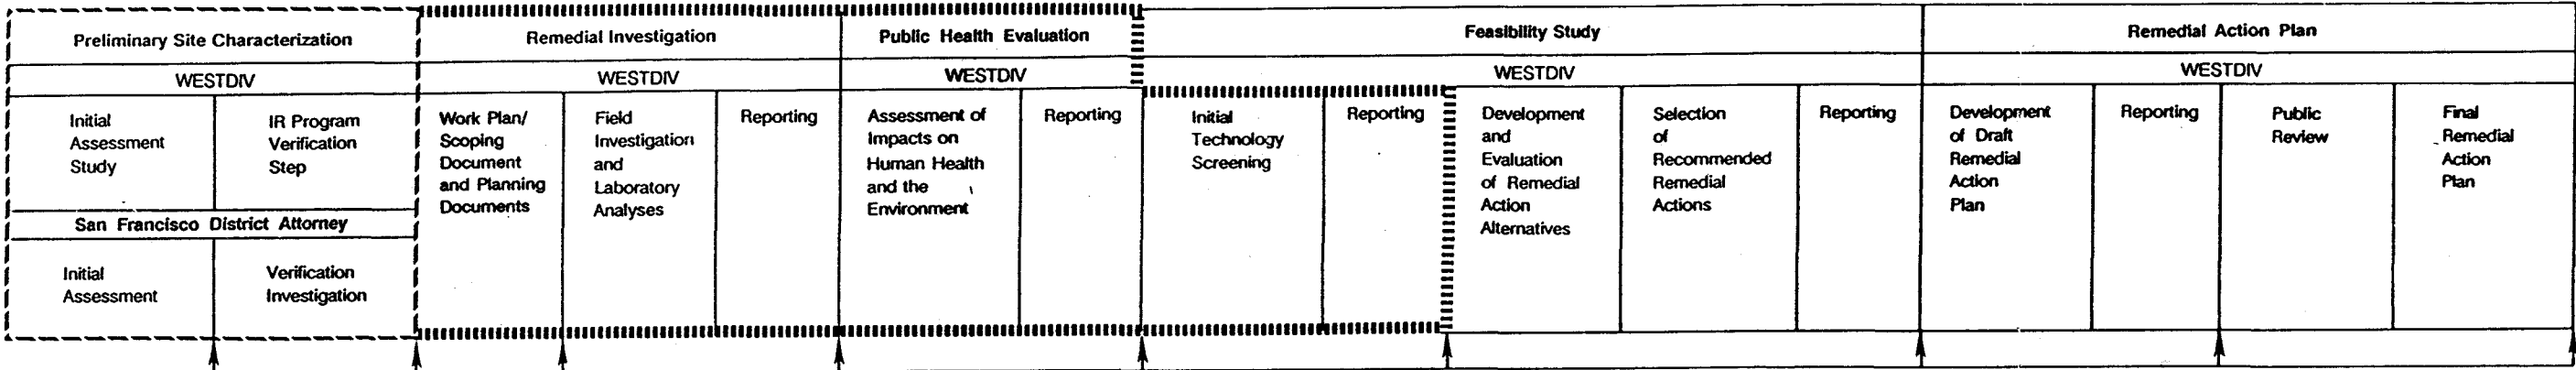 Preliminary Site Characterization
WESTDIV
Initial
Assessment
Study
IR Program
Verification
Step
San Francisco District Attorney
Initial
Assessment
Verification
Investigation
Remedial Investigation
WESTDIV
Work Plan/
Scoping
Document
and Planning
Documents
Field
Investigation
and
Laboratory
Analyses
Reporting
Public Health Evaluation
WESTDIV
Assessment of
Impacts on
Human Health
and the
Environment
Reporting
Feasibility Study
WESTDIV
Initial
Technology
Screening
Reporting
Development
and
Evaluation
of Remedial
Action
Alternatives
Selection
of
Recommended
Remedial
Actions
Reporting
Remedial Action Plan
WESTDIV
Development
of Draft
Remedial
Action
Plan
Reporting
Public
Review
Final
Remedial
Action
Plan